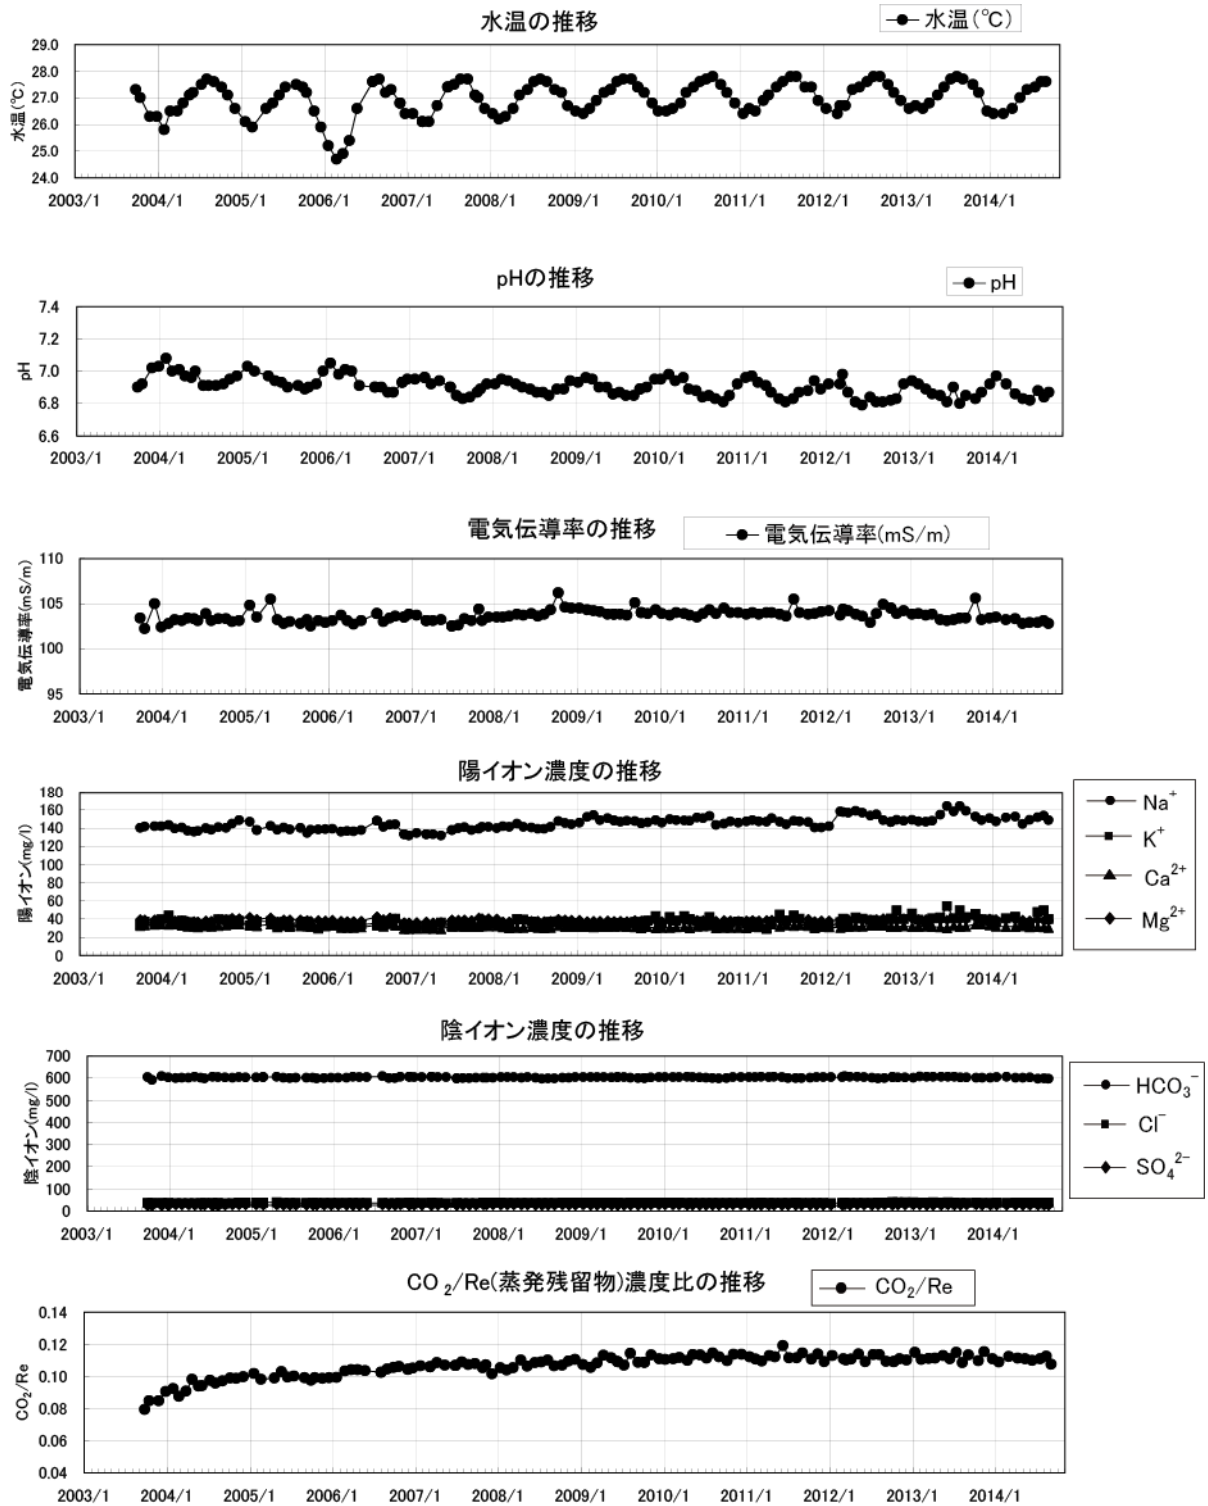 水温の推移
水温(℃)
29.0
28.0
27.0
26.0
25.0
24.0
水温(℃)
2003/1 2004/1 2005/1 2006/1 2007/1 2008/1 2009/1 2010/1 2011/1 2012/1 2013/1 2014/1
pHの推移
pH
7.4
7.2
7.0
6.8
6.6
pH
2003/1 2004/1 2005/1 2006/1 2007/1 2008/1 2009/1 2010/1 2011/1 2012/1 2013/1 2014/1
電気伝導率の推移
電気伝導率(mS/m)
110
105
100
95
電気伝導率(mS/m)
2003/1 2004/1 2005/1 2006/1 2007/1 2008/1 2009/1 2010/1 2011/1 2012/1 2013/1 2014/1
陽イオン濃度の推移
180
160
140
120
100
80
60
40
20
0
陽イオン(mg/l)
2003/1 2004/1 2005/1 2006/1 2007/1 2008/1 2009/1 2010/1 2011/1 2012/1 2013/1 2014/1
Na⁺
K⁺
Ca²⁺
Mg²⁺
陰イオン濃度の推移
700
600
500
400
300
200
100
0
陰イオン(mg/l)
2003/1 2004/1 2005/1 2006/1 2007/1 2008/1 2009/1 2010/1 2011/1 2012/1 2013/1 2014/1
HCO₃⁻
Cl⁻
SO₄²⁻
CO₂/Re(蒸発残留物)濃度比の推移
CO₂/Re
0.14
0.12
0.10
0.08
0.06
0.04
CO₂/Re
2003/1 2004/1 2005/1 2006/1 2007/1 2008/1 2009/1 2010/1 2011/1 2012/1 2013/1 2014/1